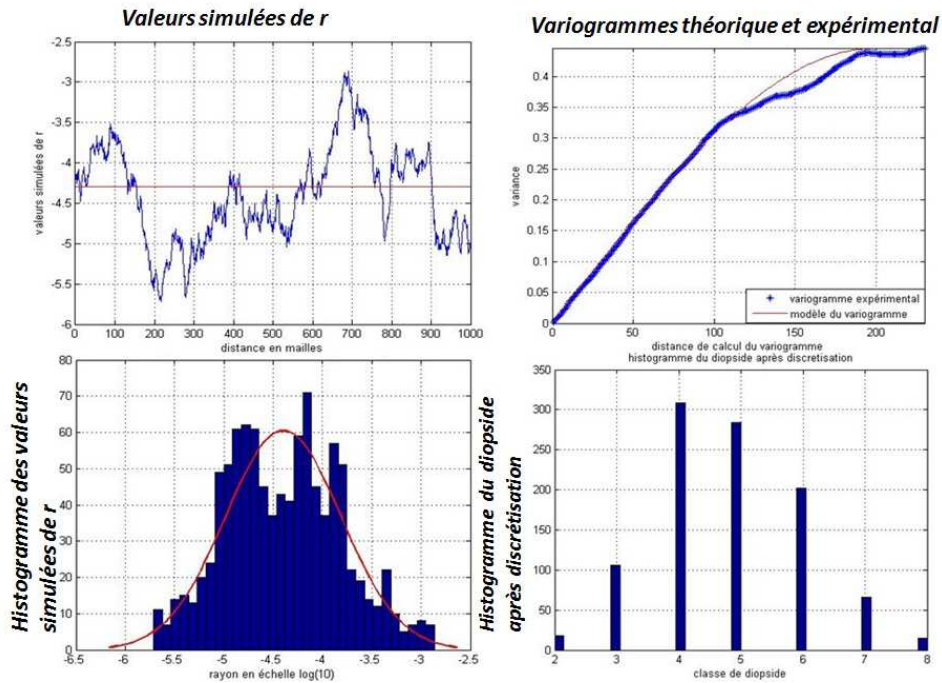 Valeurs simulées de r
-2.5
-3
-3.5
-4
-4.5
-5
-5.5
-6
valeurs simulées de r
0 100 200 300 400 500 600 700 800 900 1000
distance en mailles
Variogrammes théorique et expérimental
0.4
0.35
0.3
0.25
0.2
0.15
0.1
0.05
0
variance
variogramme expérimental
modèle du variogramme
0 50 100 150 200
distance de calcul du variogramme
Histogramme des valeurs
simulées de r
80
70
60
50
40
30
20
10
0
-6.5 -6 -5.5 -5 -4.5 -4 -3.5 -3 -2.5
rayon en échelle log(10)
histogramme du diopside après discretisation
Histogramme du diopside
après discrétisation
350
300
250
200
150
100
50
0
2 3 4 5 6 7 8
classe de diopside